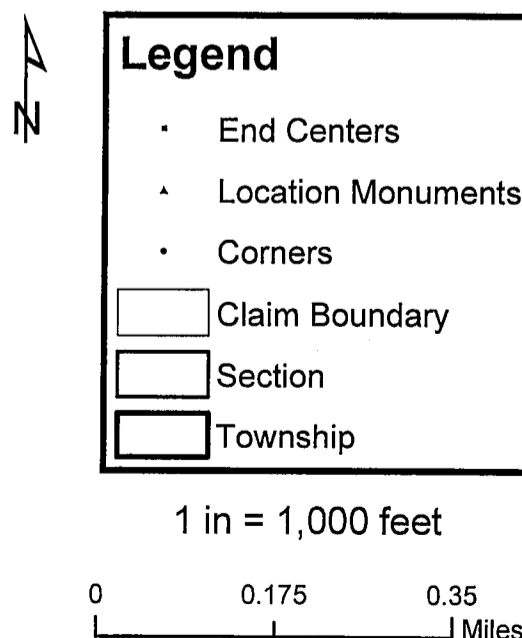 N
Legend
End Centers
Location Monuments
Corners
Claim Boundary
Section
Township
1 in = 1,000 feet
0 0.175 0.35
Miles